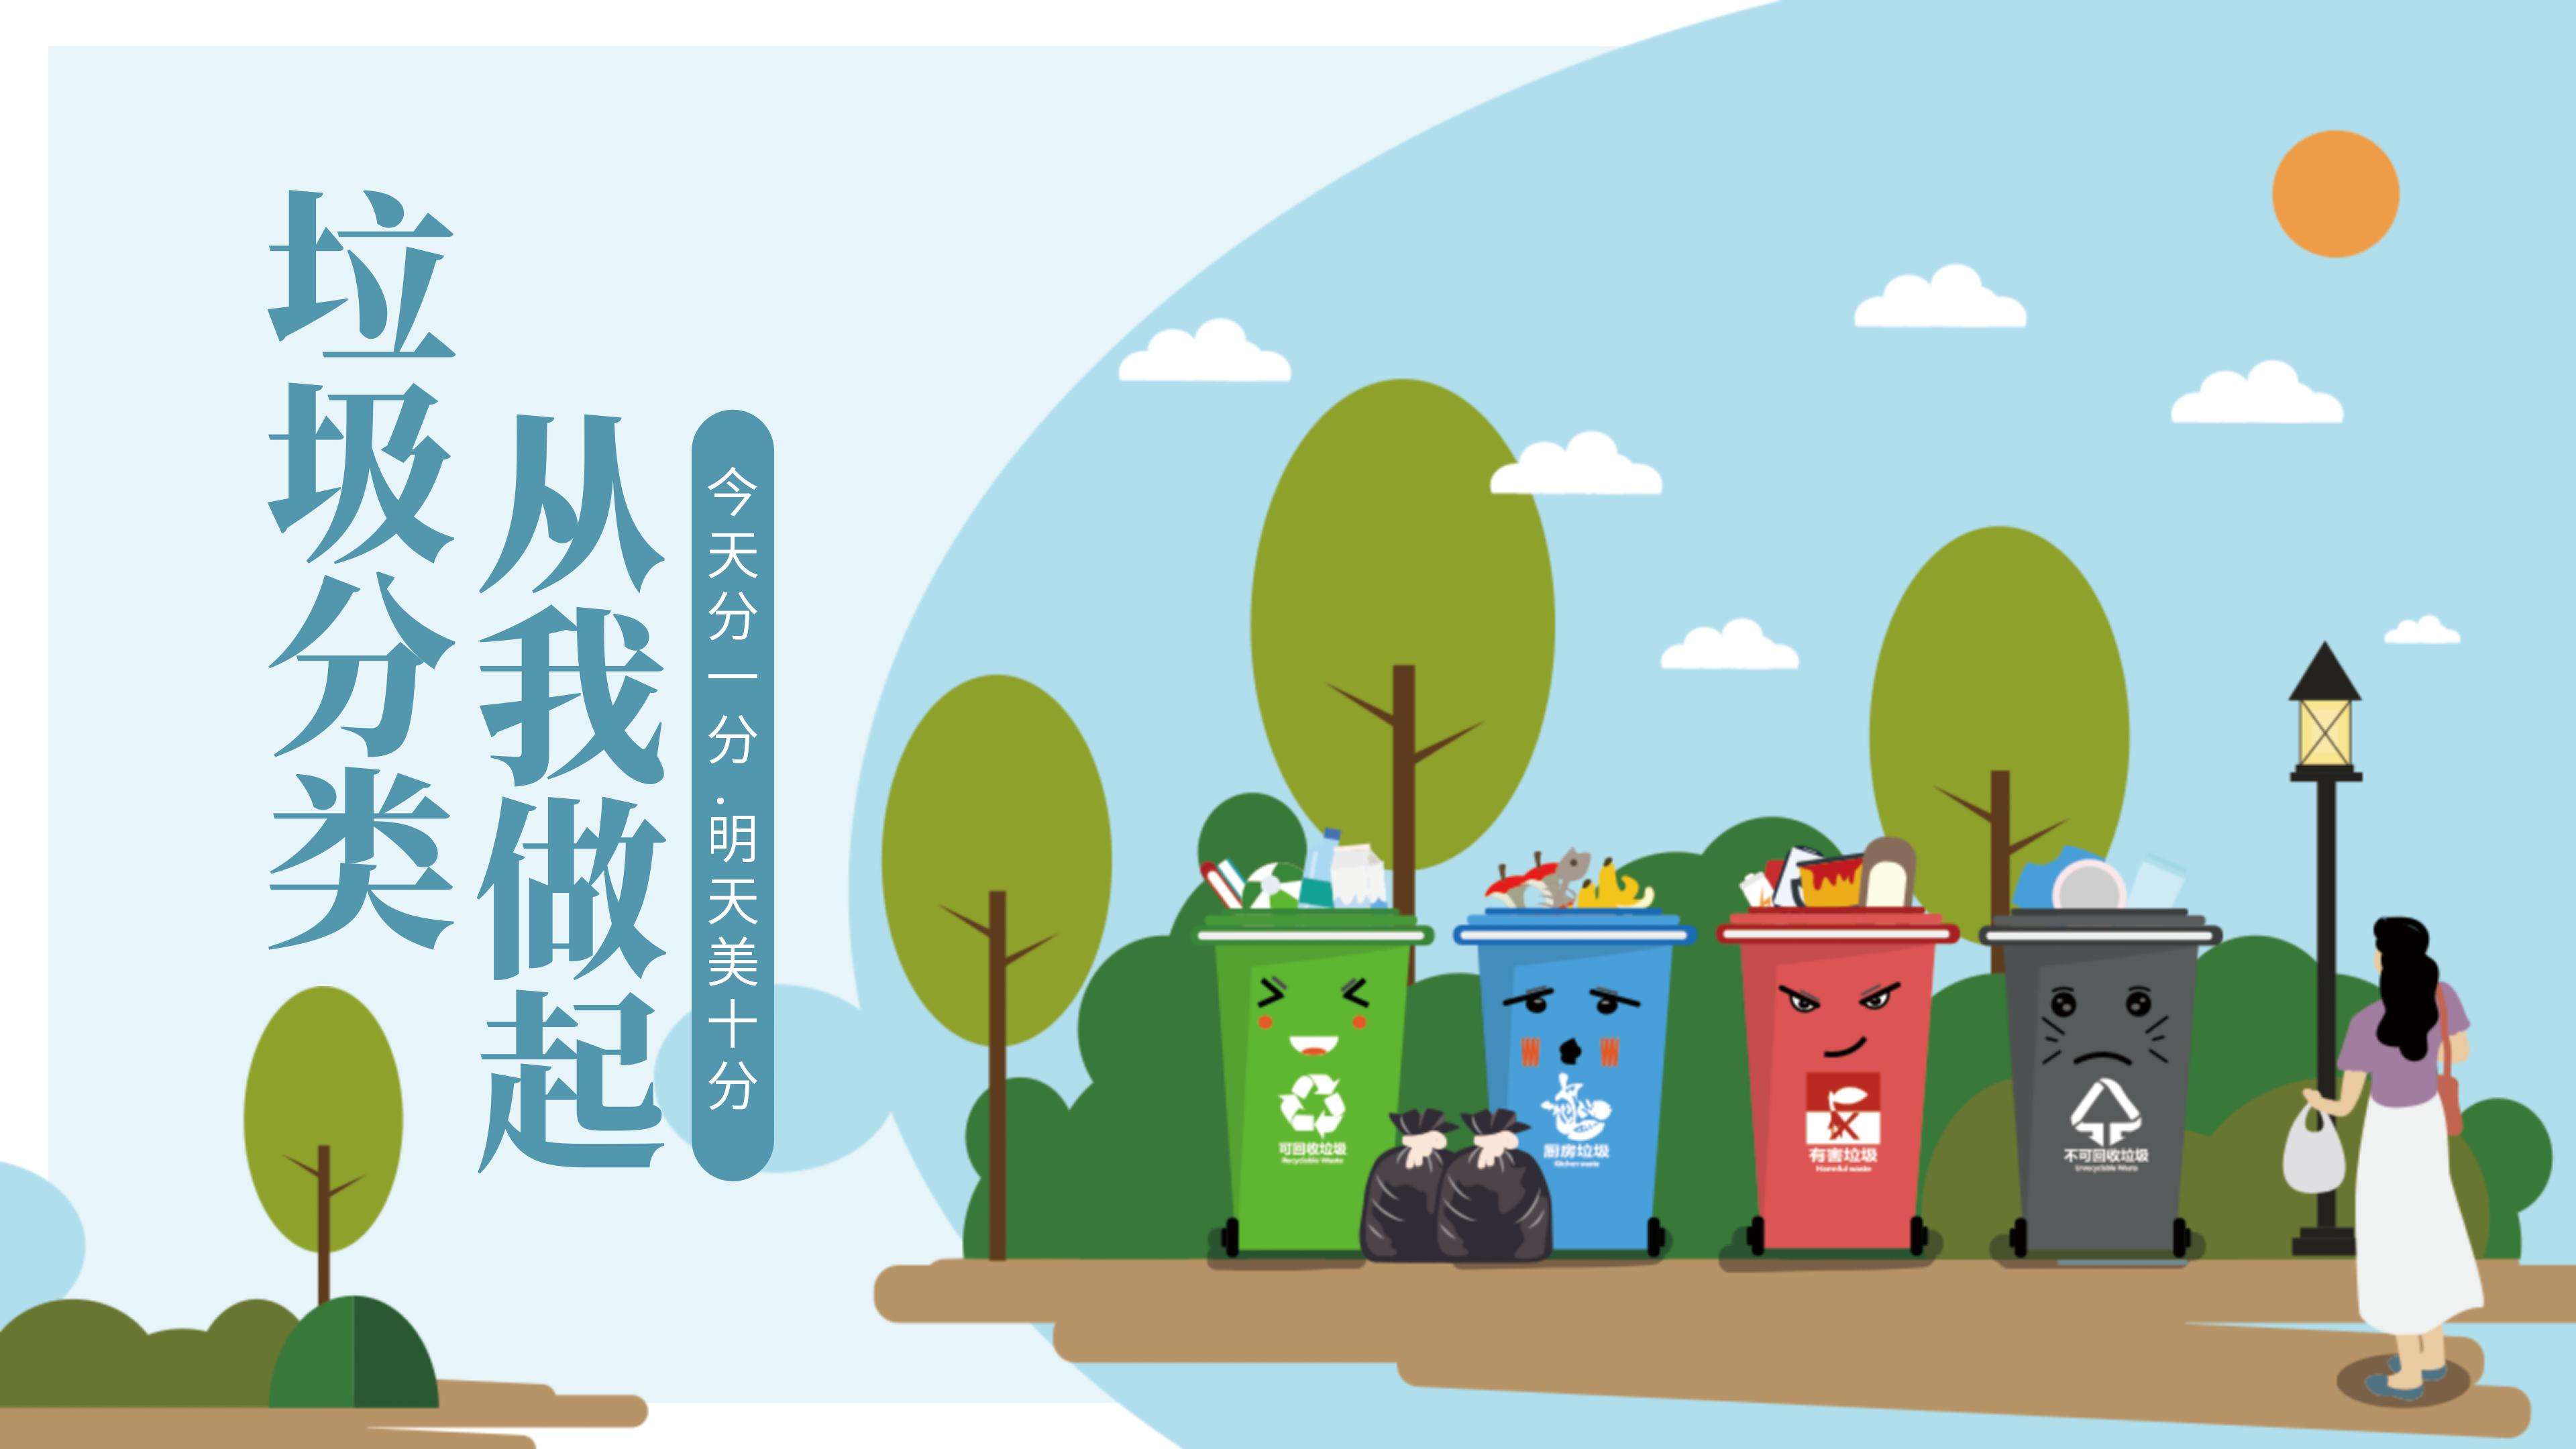 垃圾分类
从我做起
今天分一分·明天美十分
可回收垃圾
Recyclable Waste
厨房垃圾
Kitchen waste
有害垃圾
Harmful waste
不可回收垃圾
Unrecyclable Waste